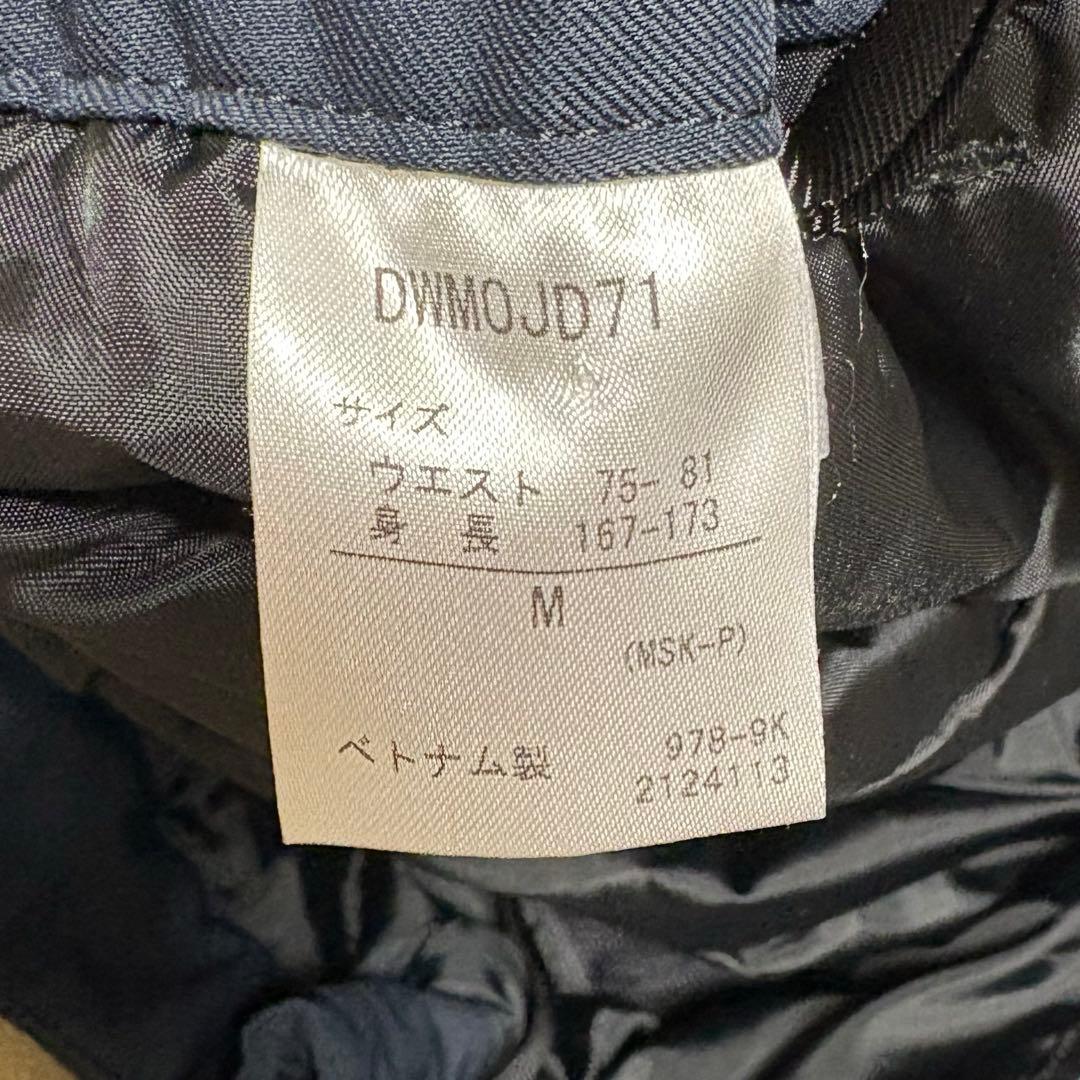 DWMOJD71
サイズ
ウエスト 75- 81
身 長 167-173
M
(MSK-P)
ベトナム製 978-9K
2124113